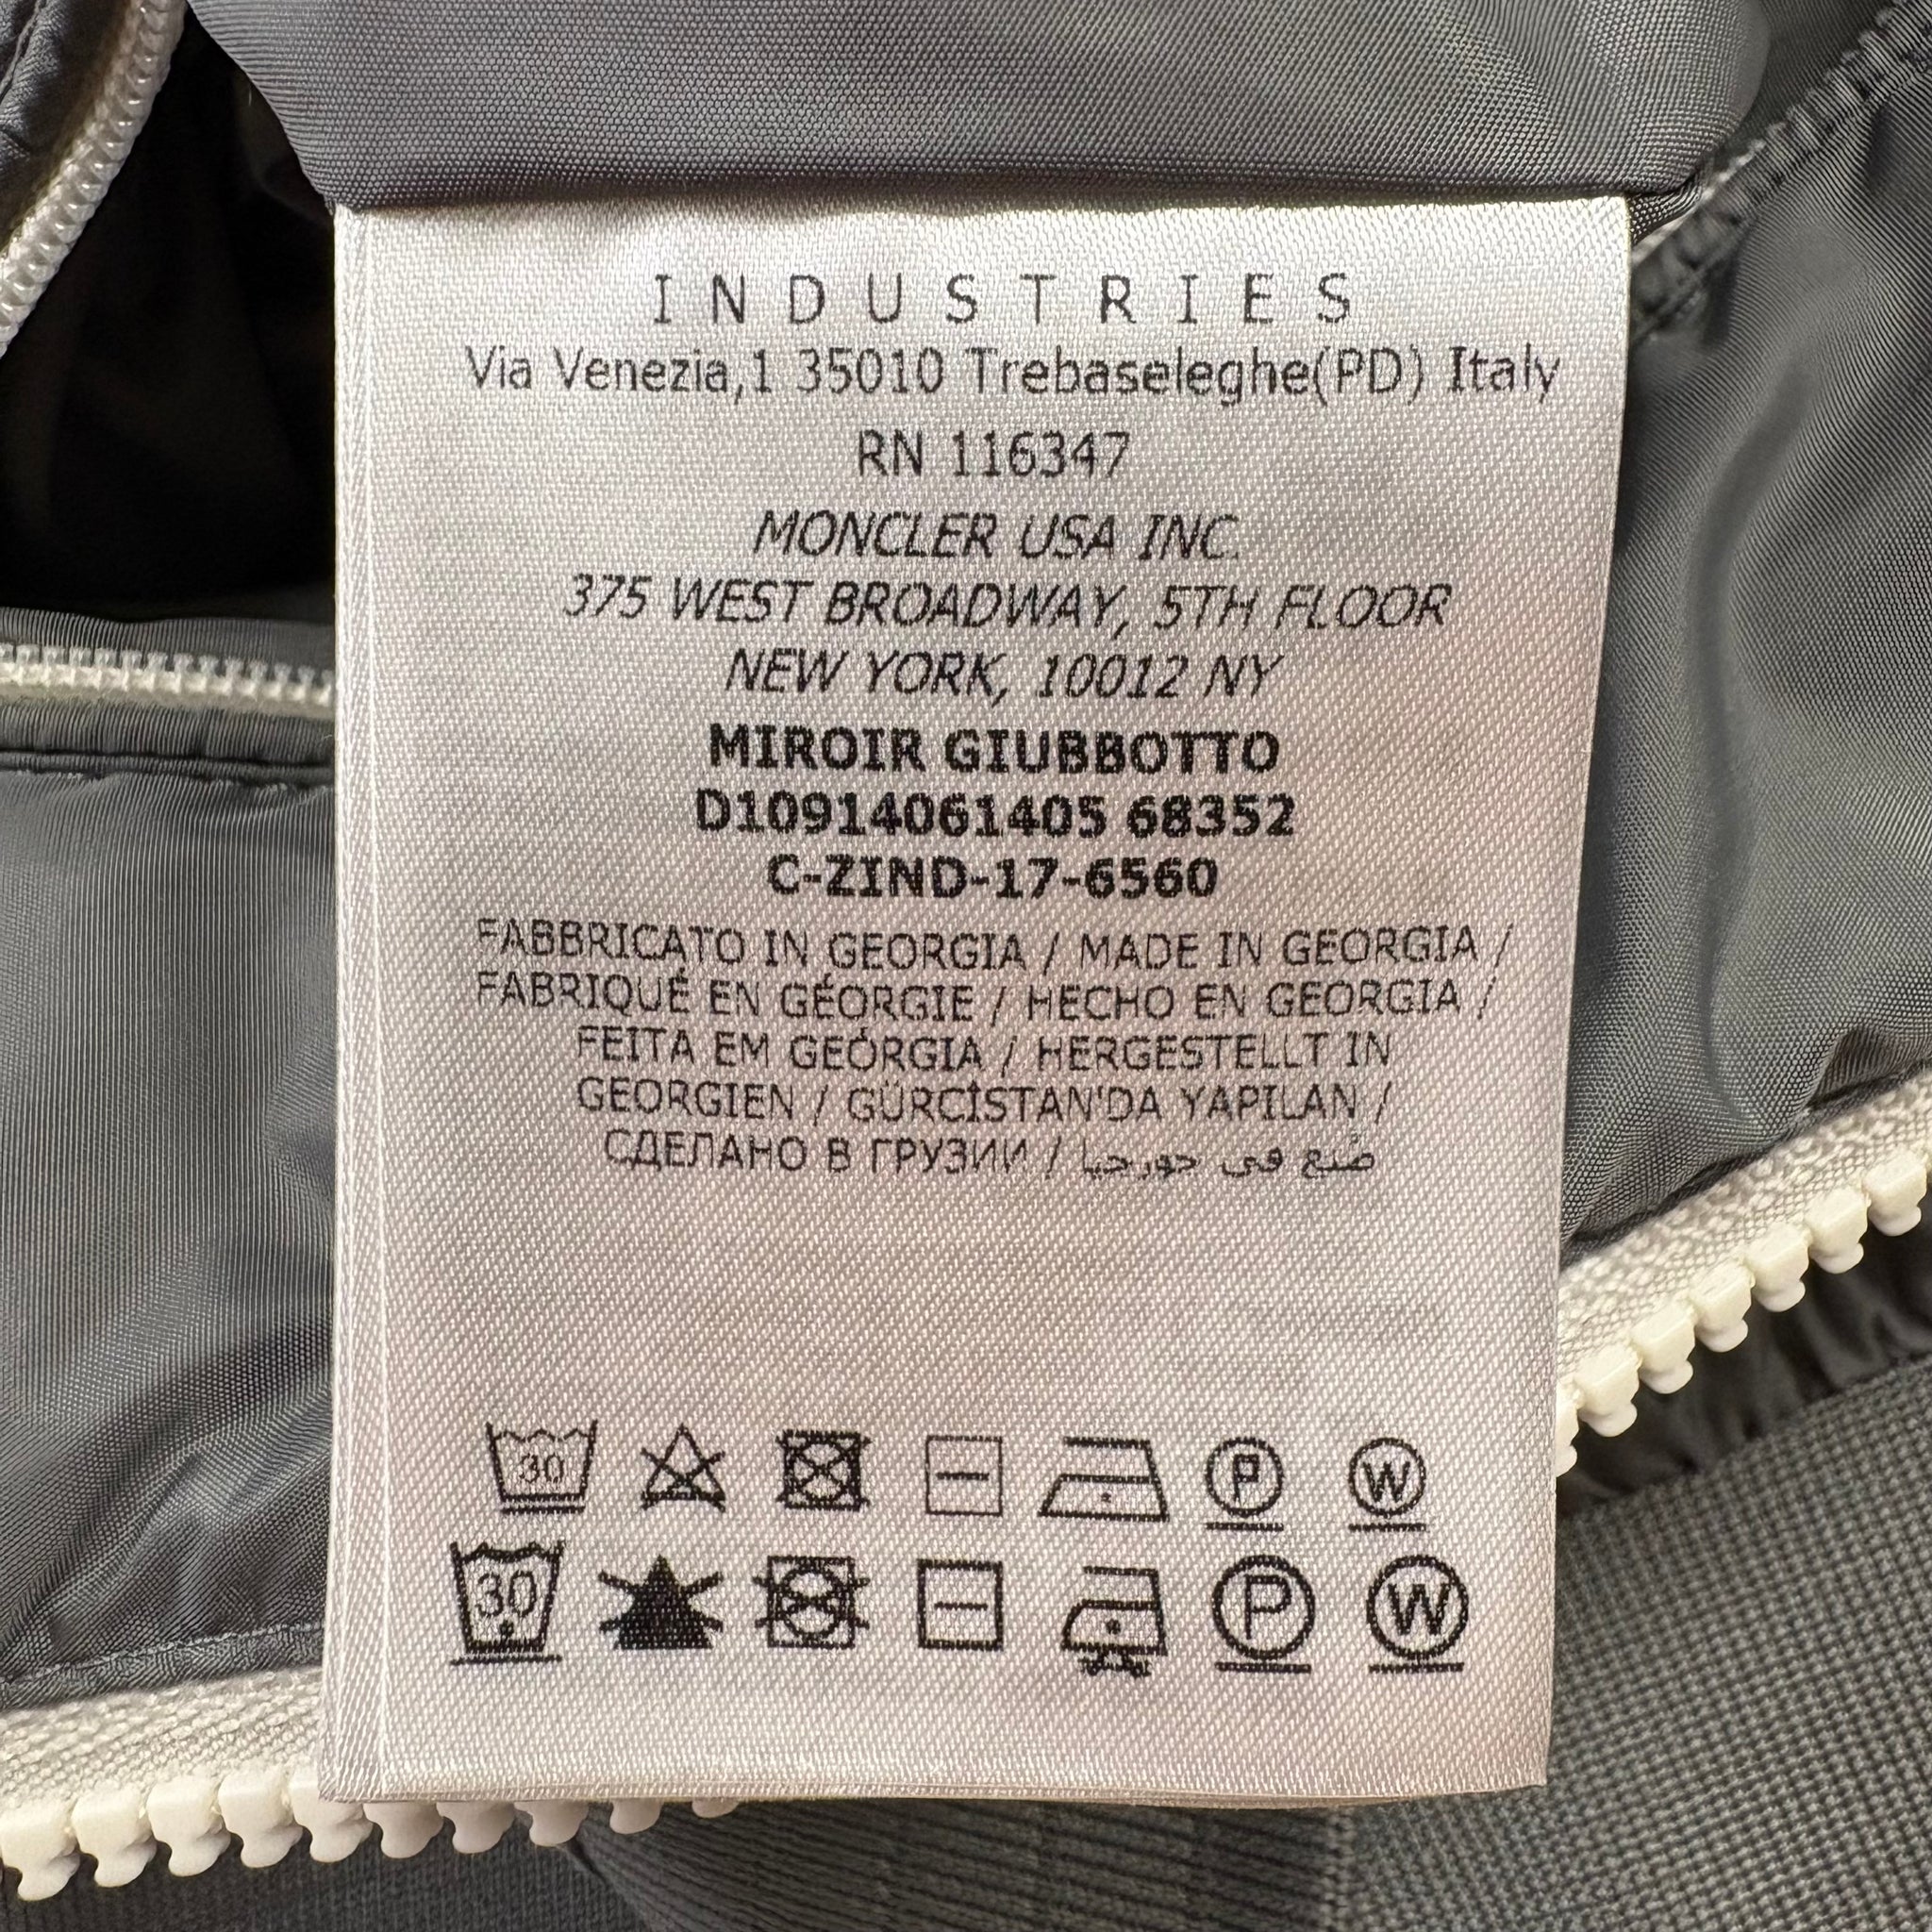 INDUSTRIES
Via Venezia,1 35010 Trebaseleghe(PD) Italy
RN 116347
MONCLER USA INC.
375 WEST BROADWAY, 5TH FLOOR
NEW YORK, 10012 NY
MIROIR GIUBBOTTO
D10914061405 68352
C-ZIND-17-6560
FABBRICATO IN GEORGIA / MADE IN GEORGIA /
FABRIQUÉ EN GÉORGIE / HECHO EN GEORGIA /
FEITA EM GEÓRGIA / HERGESTELLT IN
GEORGIEN / GÜRCİSTAN'DA YAPILAN /
СДЕЛАНО В ГРУЗИИ / صنع في جورجيا
30 P W
30 P W